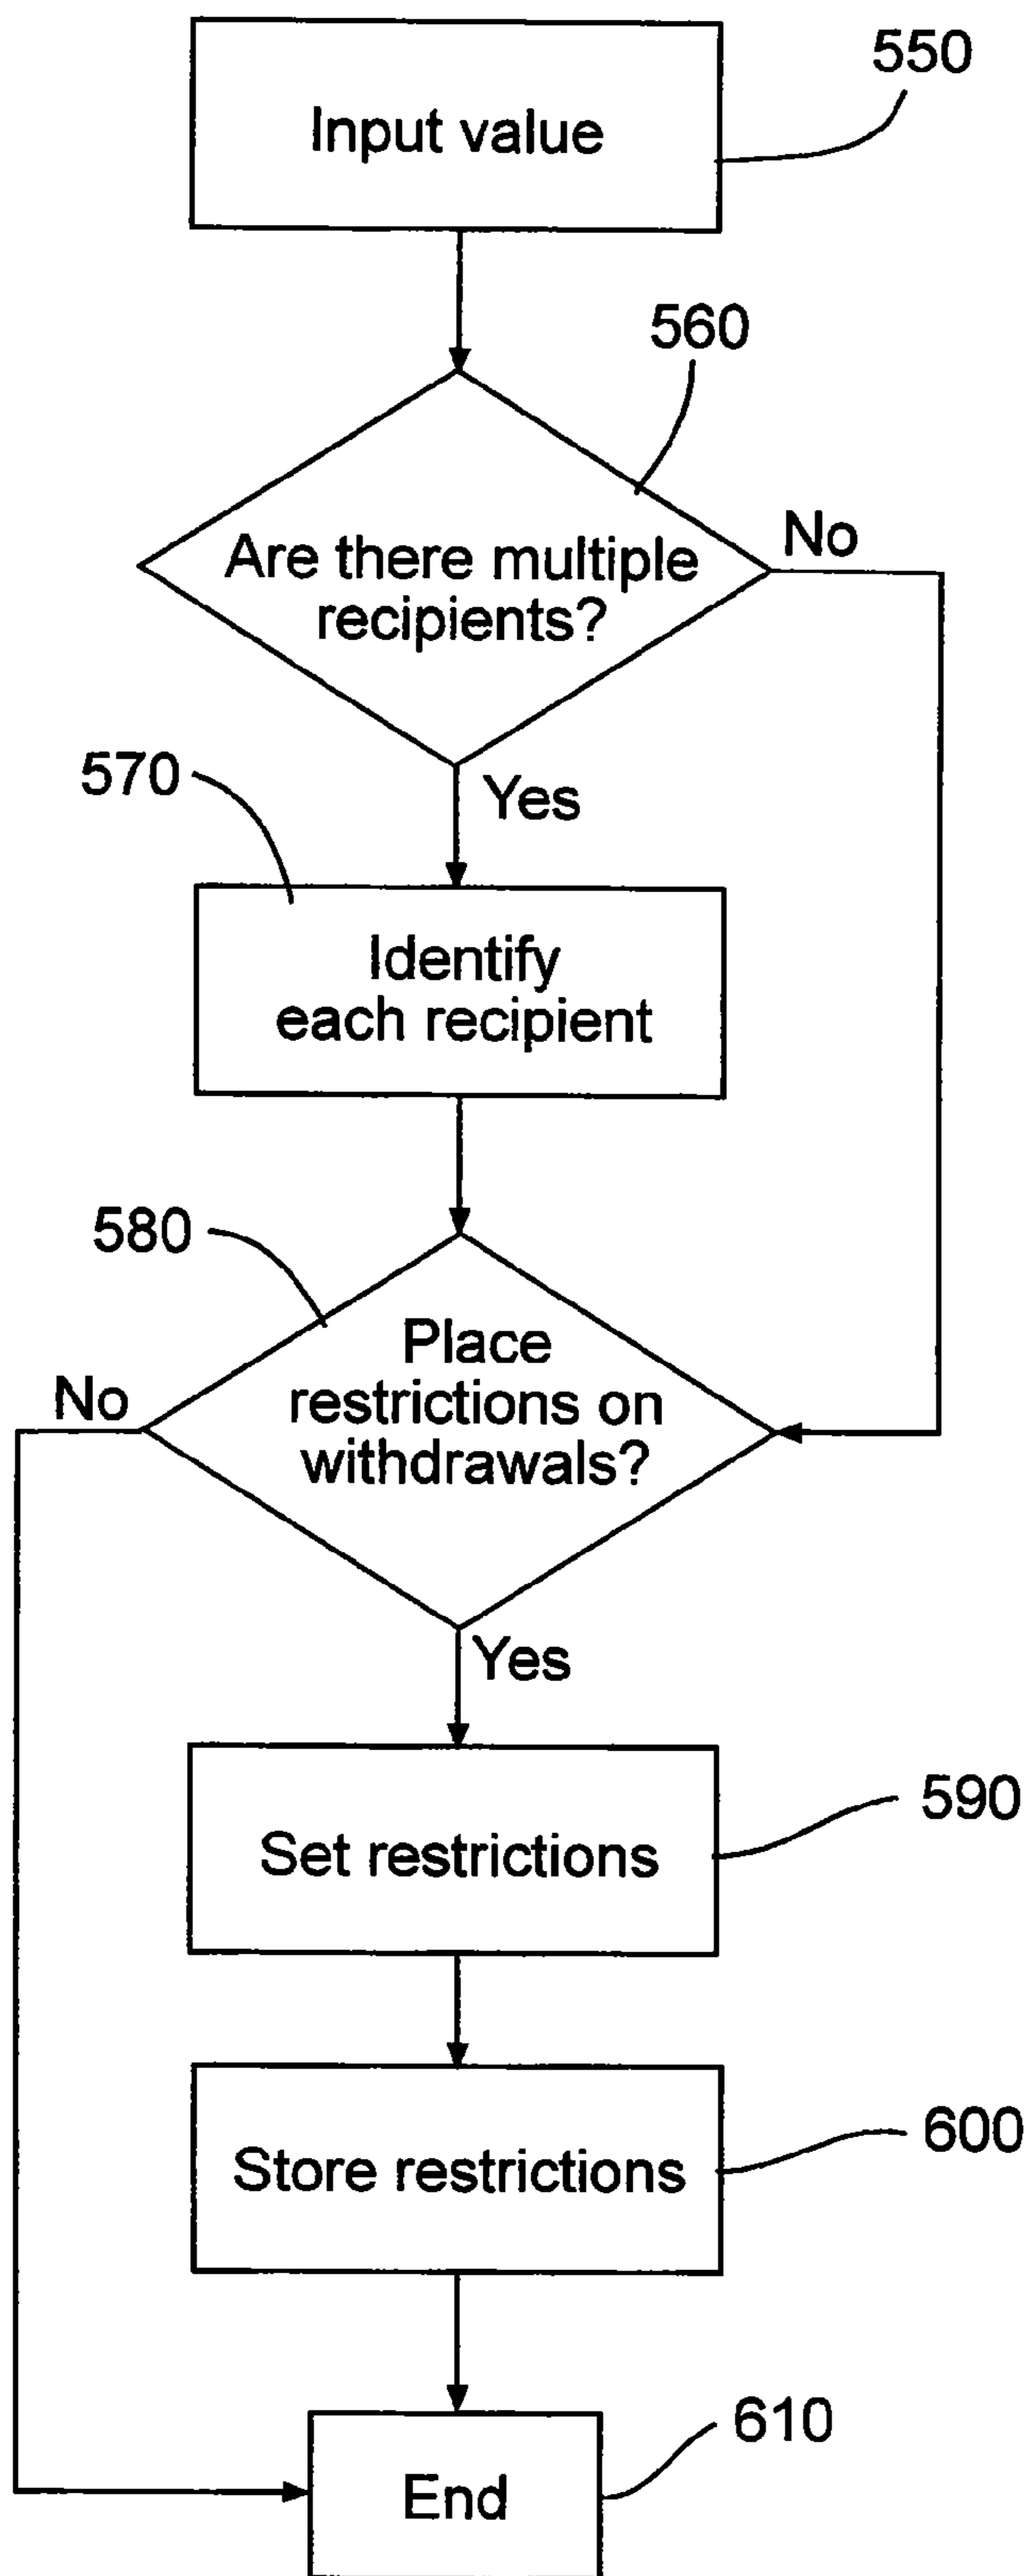 Input value
550
560
Are there multiple
recipients?
No
Yes
570
Identify
each recipient
580
Place
restrictions on
withdrawals?
No
Yes
Set restrictions
590
Store restrictions
600
End
610